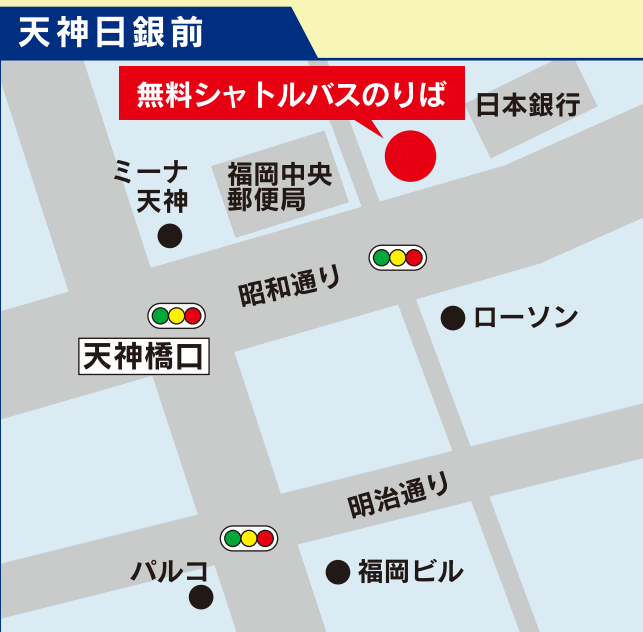 天神日銀前
無料シャトルバスのりば
日本銀行
ミーナ
天神
福岡中央
郵便局
昭和通り
ローソン
天神橋口
明治通り
パルコ
福岡ビル